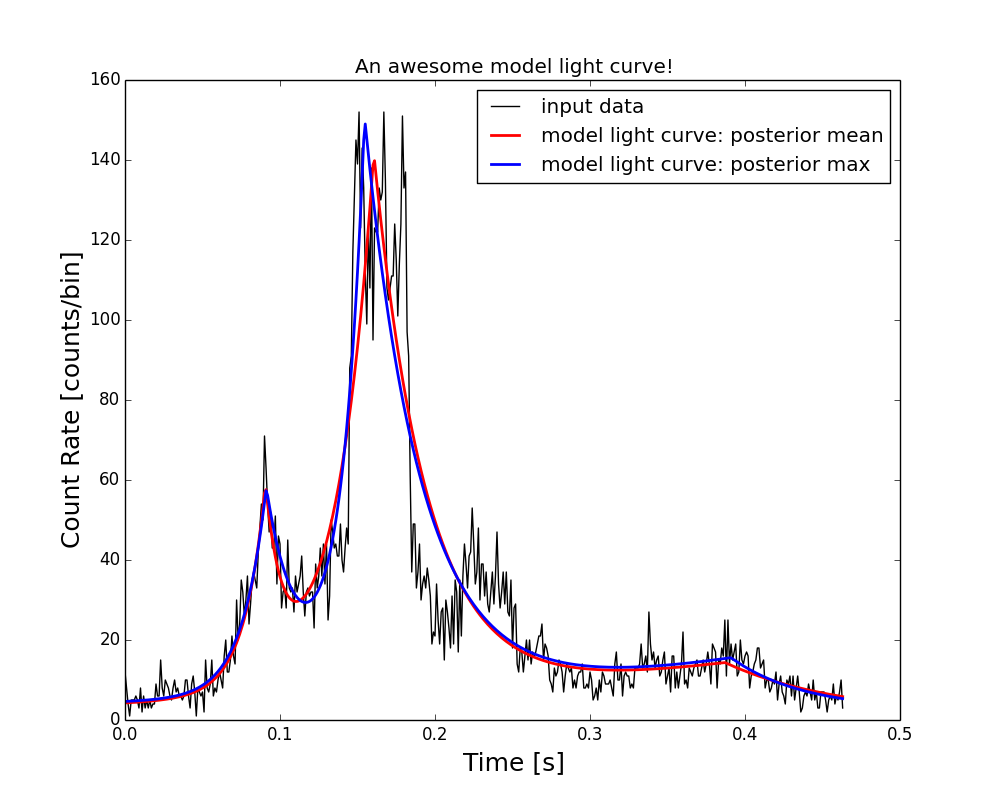 An awesome model light curve!
160
140
120
100
80
60
40
20
0
Count Rate [counts/bin]
input data
model light curve: posterior mean
model light curve: posterior max
0.0 0.1 0.2 0.3 0.4 0.5
Time [s]